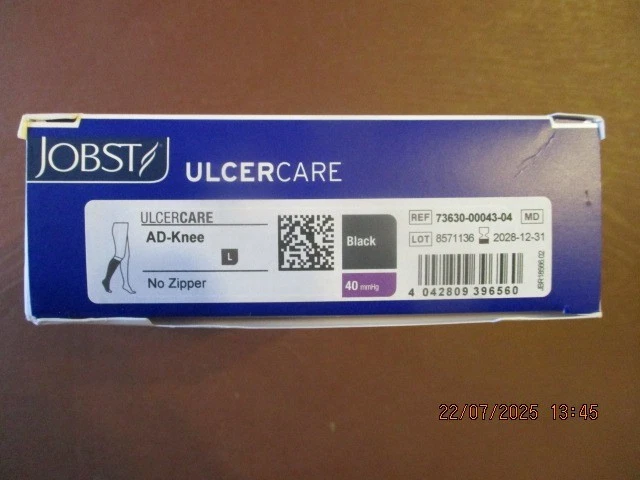 JOBST
ULCERCARE
ULCERCARE
AD-Knee
L
No Zipper
Black
40 mmHg
REF 73630-00043-04 MD
LOT 8571136 2028-12-31
4 042809 396560
22/07/2025 13:45